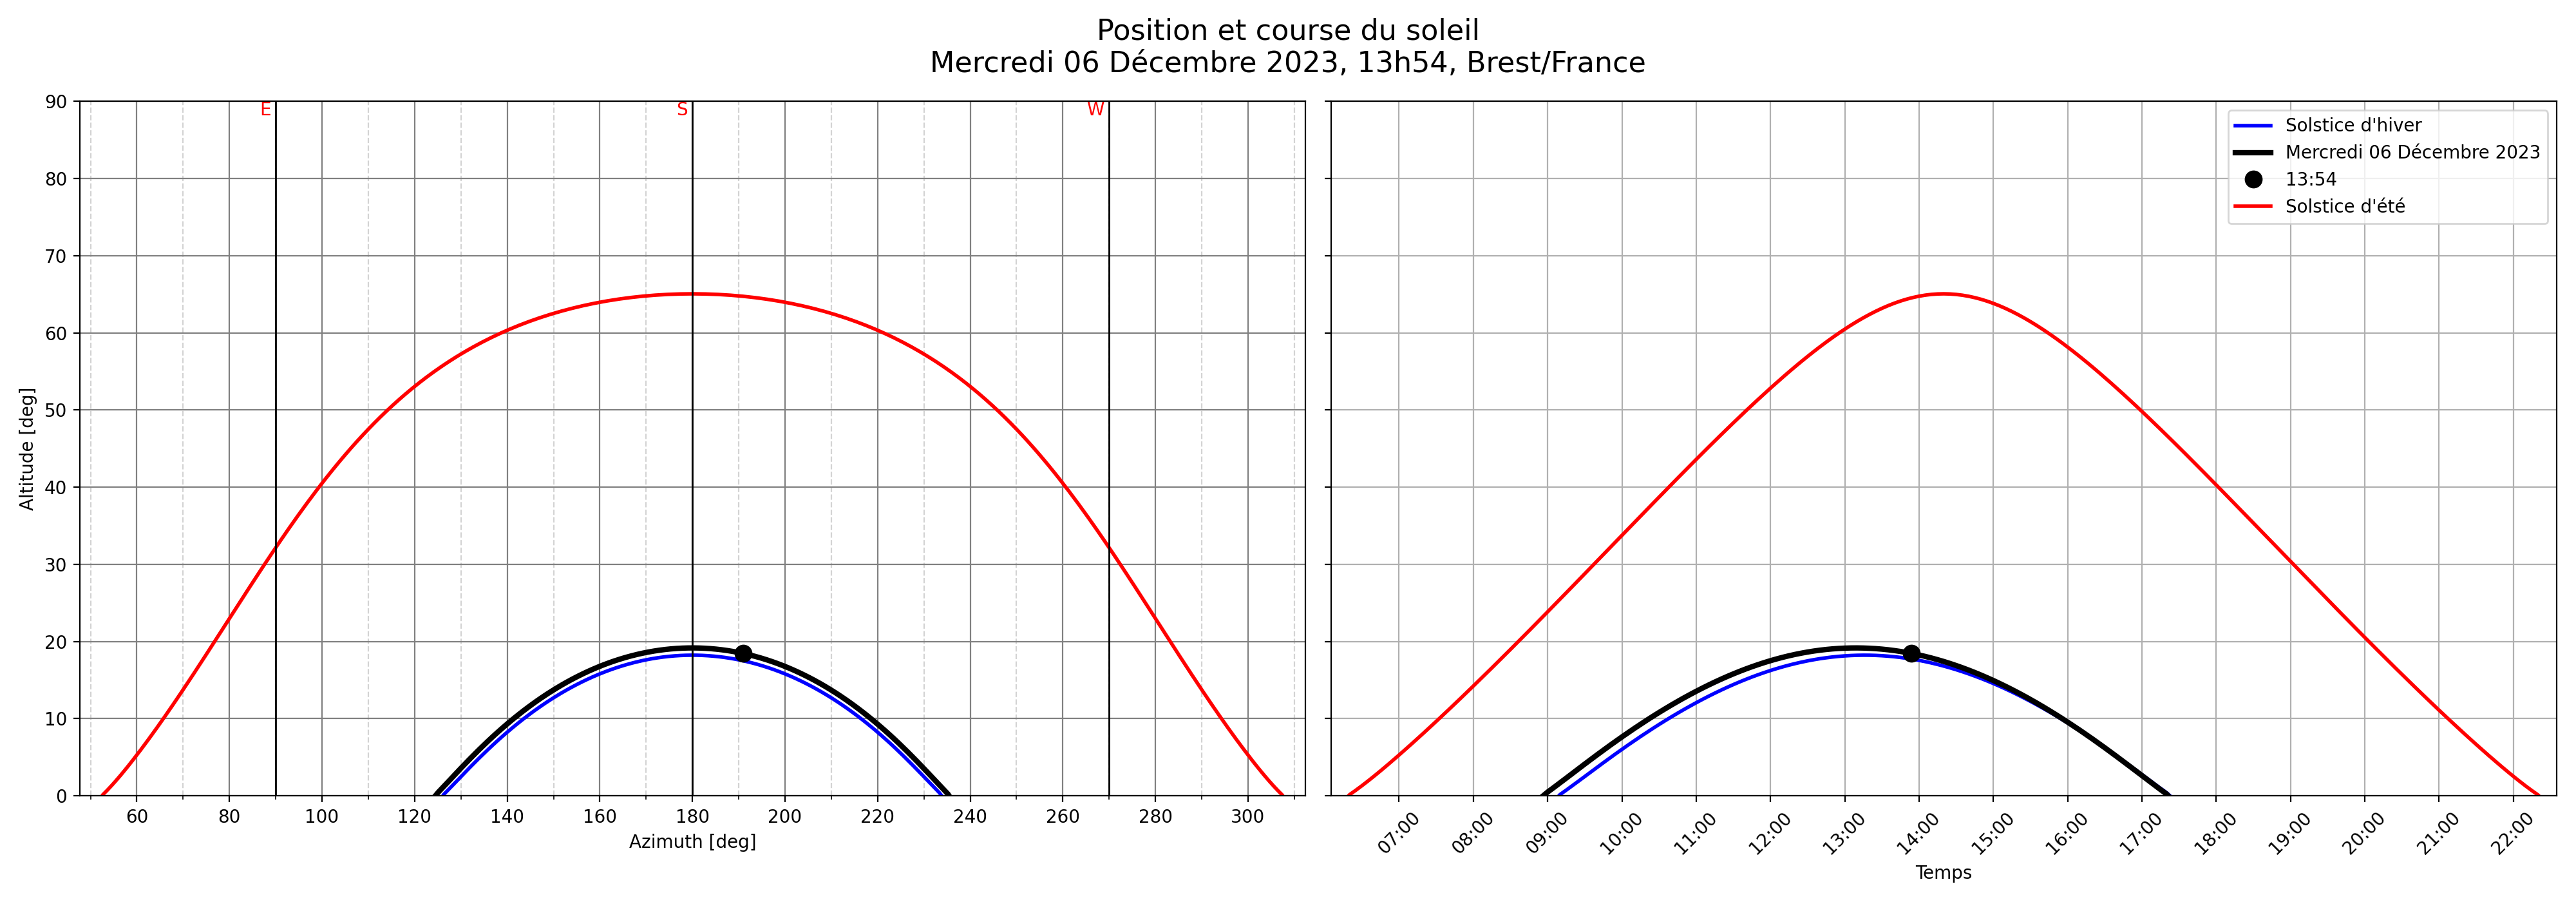 Position et course du soleil
Mercredi 06 Décembre 2023, 13h54, Brest/France
E
S
W
90
80
70
60
50
40
30
20
10
0
Altitude [deg]
60 80 100 120 140 160 180 200 220 240 260 280 300
Azimuth [deg]
Solstice d'hiver
Mercredi 06 Décembre 2023
13:54
Solstice d'été
07:00 08:00 09:00 10:00 11:00 12:00 13:00 14:00 15:00 16:00 17:00 18:00 19:00 20:00 21:00 22:00
Temps